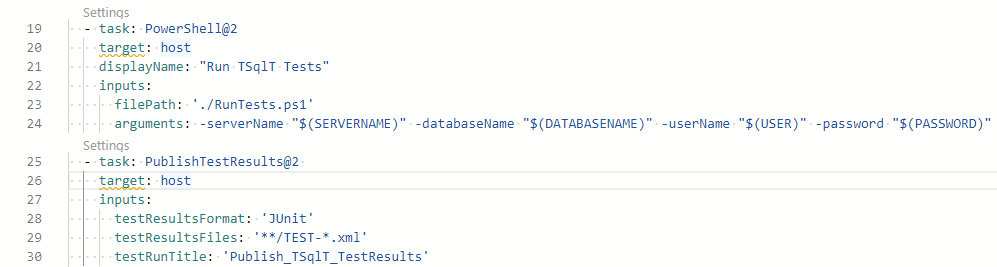 Settings
19 - task: PowerShell@2
20 target: host
21 displayName: "Run TSqlT Tests"
22 inputs:
23 filePath: './RunTests.ps1'
24 arguments: -serverName "$(SERVERNAME)" -databaseName "$(DATABASENAME)" -userName "$(USER)" -password "$(PASSWORD)"
Settings
25 - task: PublishTestResults@2
26 target: host
27 inputs:
28 testResultsFormat: 'JUnit'
29 testResultsFiles: '**/TEST-*.xml'
30 testRunTitle: 'Publish_TSqlT_TestResults'